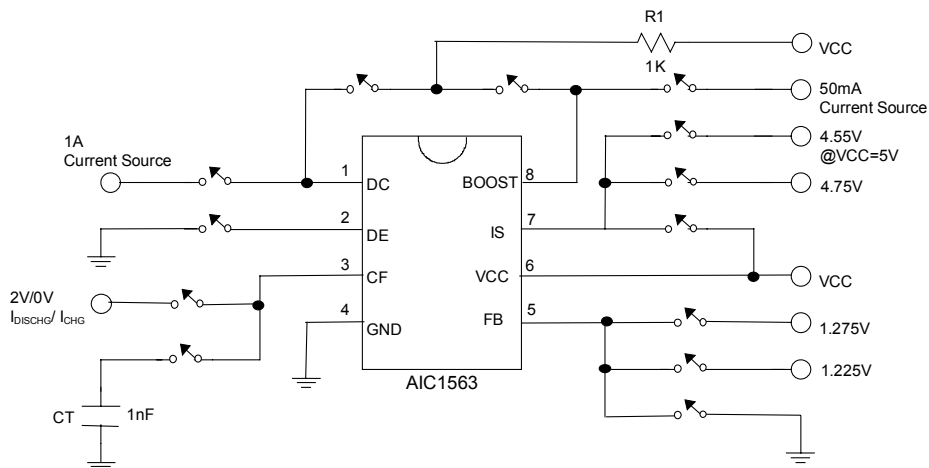 R1
VCC
1K
50mA
Current Source
1A
Current Source
4.55V
@VCC=5V
1
DC
BOOST
8
4.75V
2
DE
7
IS
3
CF
6
VCC
VCC
2V/0V
IDISCHG/ ICHG
4
GND
5
FB
1.275V
1.225V
AIC1563
CT
1nF